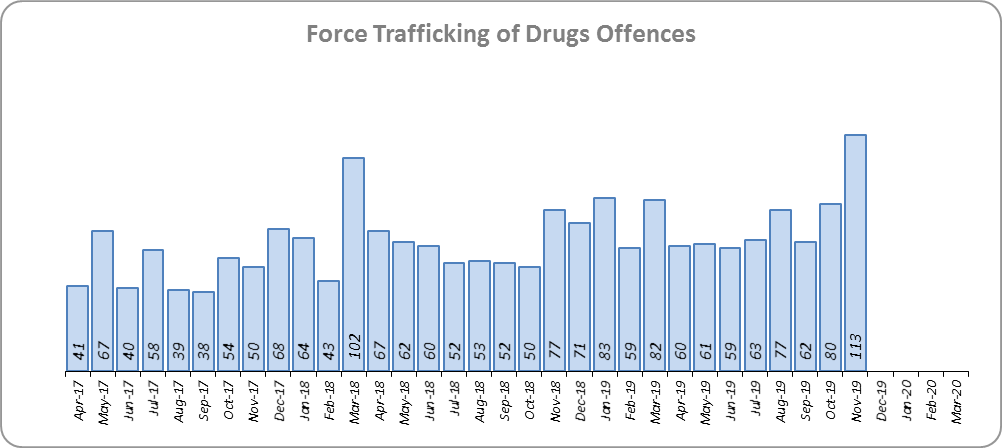 Force Trafficking of Drugs Offences
41 67 40 58 39 38 54 50 68 64 43 102 67 62 60 52 53 52 50 77 71 83 59 82 60 61 59 63 77 62 80 113
Apr-17 May-17 Jun-17 Jul-17 Aug-17 Sep-17 Oct-17 Nov-17 Dec-17 Jan-18 Feb-18 Mar-18 Apr-18 May-18 Jun-18 Jul-18 Aug-18 Sep-18 Oct-18 Nov-18 Dec-18 Jan-19 Feb-19 Mar-19 Apr-19 May-19 Jun-19 Jul-19 Aug-19 Sep-19 Oct-19 Nov-19 Dec-19 Jan-20 Feb-20 Mar-20